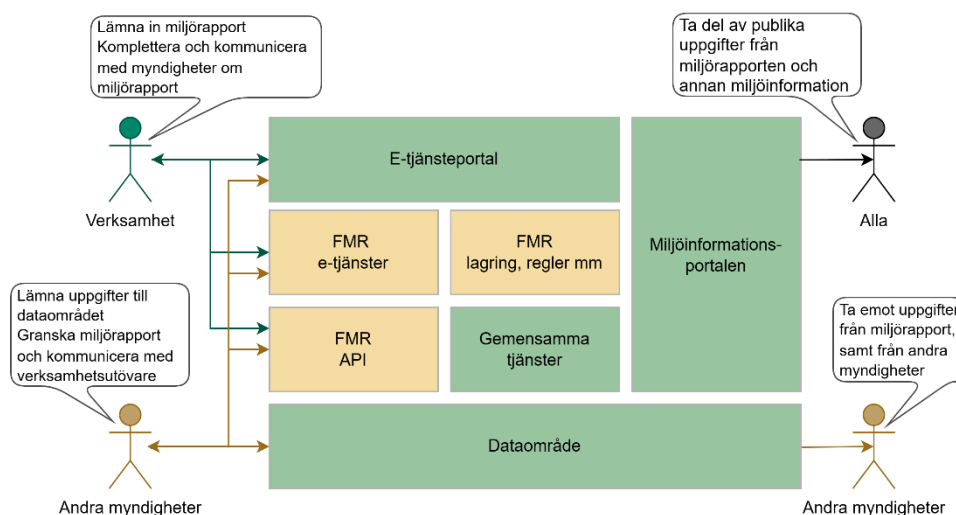 Lämna in miljörapport
Komplettera och kommunicera
med myndigheter om
miljörapport
Ta del av publika
uppgifter från
miljörapporten och
annan miljöinformation
E-tjänsteportal
Verksamhet
Alla
FMR
e-tjänster
FMR
lagring, regler mm
Miljöinformations-
portalen
Lämna uppgifter till
dataområdet
Granska miljörapport
och kommunicera med
verksamhetsutövare
FMR
API
Gemensamma
tjänster
Ta emot uppgifter
från miljörapport,
samt från andra
myndigheter
Dataområde
Andra myndigheter
Andra myndigheter